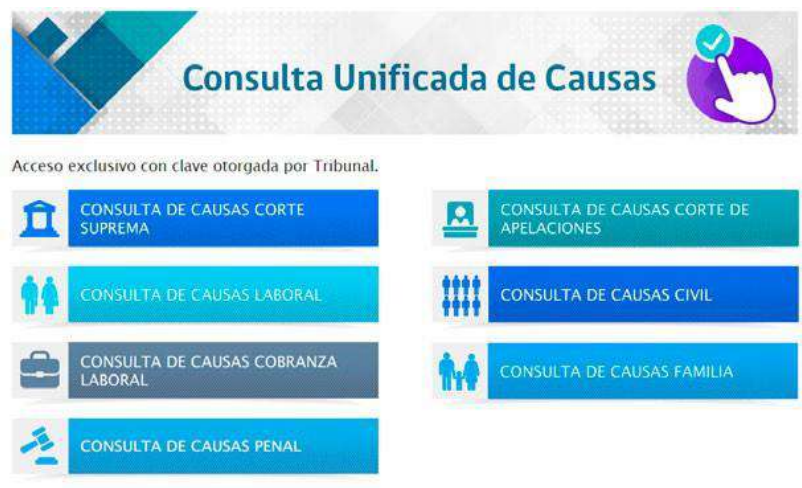 Consulta Unificada de Causas
Acceso exclusivo con clave otorgada por Tribunal.
CONSULTA DE CAUSAS CORTE
SUPREMA
CONSULTA DE CAUSAS CORTE DE
APELACIONES
CONSULTA DE CAUSAS LABORAL
CONSULTA DE CAUSAS CIVIL
CONSULTA DE CAUSAS COBRANZA
LABORAL
CONSULTA DE CAUSAS FAMILIA
CONSULTA DE CAUSAS PENAL